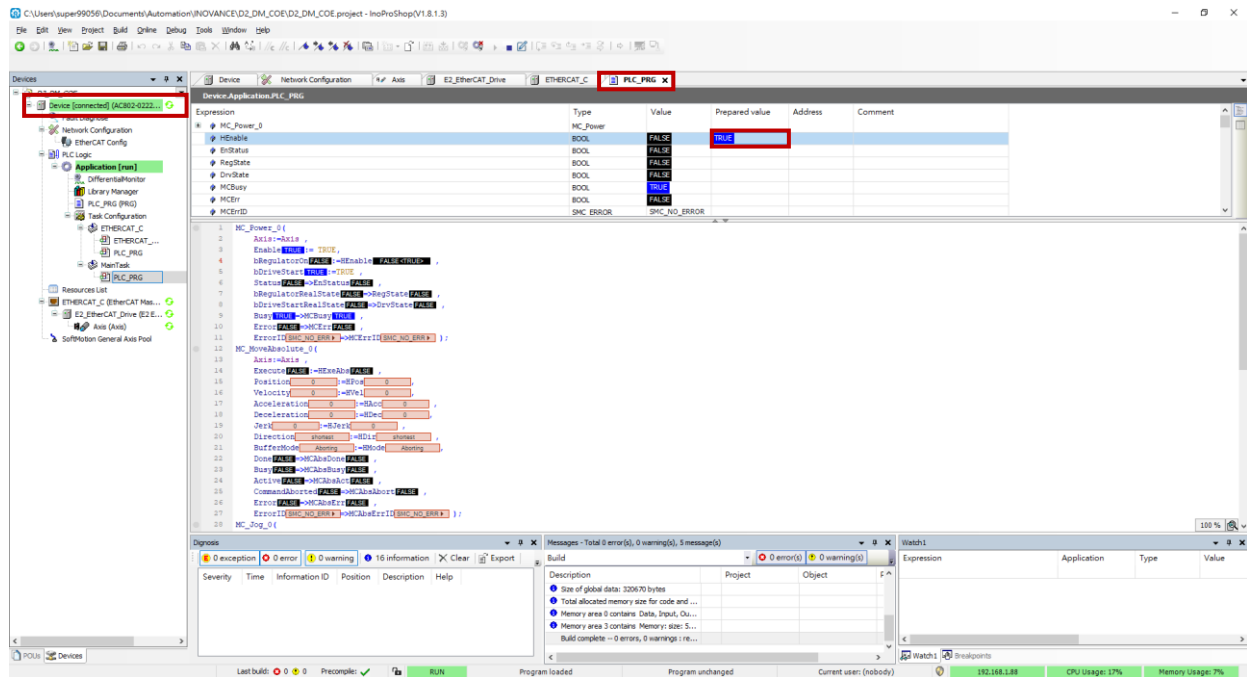 C:\Users\super99056\Documents\Automation\INOVANCE\D2_DM_COE\D2_DM_COE.project - InoProShop(V1.8.1.3)
File Edit View Project Build Online Debug Tools Window Help
Devices
D2_DM_COE
Device [connected] (AC802-0222...
Fault Diagnose
Network Configuration
EtherCAT Config
PLC Logic
Application [run]
DifferentialMonitor
Library Manager
PLC_PRG (PRG)
Task Configuration
ETHERCAT_C
ETHERCAT_...
PLC_PRG
MainTask
PLC_PRG
Resources List
ETHERCAT_C (EtherCAT Mas...
E2_EtherCAT_Drive (E2 E...
Axis (Axis)
SoftMotion General Axis Pool
POUs Devices
Device Network Configuration Axis E2_EtherCAT_Drive ETHERCAT_C PLC_PRG
Device.Application.PLC_PRG
Expression Type Value Prepared value Address Comment
MC_Power_0 MC_Power
HEnable BOOL FALSE TRUE
EnStatus BOOL FALSE
RegState BOOL FALSE
DrvState BOOL FALSE
MCBusy BOOL TRUE
MCErr BOOL FALSE
MCErrID SMC_ERROR SMC_NO_ERROR
1 MC_Power_0(
2 Axis:=Axis ,
3 Enable TRUE := TRUE,
4 bRegulatorOn FALSE :=HEnable FALSE<TRUE> ,
5 bDriveStart TRUE :=TRUE ,
6 Status FALSE =>EnStatus FALSE ,
7 bRegulatorRealState FALSE =>RegState FALSE ,
8 bDriveStartRealState FALSE =>DrvState FALSE ,
9 Busy TRUE =>MCBusy TRUE ,
10 Error FALSE =>MCErr FALSE ,
11 ErrorID SMC_NO_ERR =>MCErrID SMC_NO_ERR );
12 MC_MoveAbsolute_0(
13 Axis:=Axis ,
14 Execute FALSE :=HExeAbs FALSE ,
15 Position 0 :=HPos 0 ,
16 Velocity 0 :=HVel 0 ,
17 Acceleration 0 :=HAcc 0 ,
18 Deceleration 0 :=HDec 0 ,
19 Jerk 0 :=HJerk 0 ,
20 Direction shortest :=HDir shortest ,
21 BufferMode Aborting :=HMode Aborting ,
22 Done FALSE =>MCAbsDone FALSE ,
23 Busy FALSE =>MCAbsBusy FALSE ,
24 Active FALSE =>MCAbsAct FALSE ,
25 CommandAborted FALSE =>MCAbsAbort FALSE ,
26 Error FALSE =>MCAbsErr FALSE ,
27 ErrorID SMC_NO_ERR =>MCAbsErrID SMC_NO_ERR );
28 MC_Jog_0(
100 %
Dignosis
0 exception 0 error 0 warning 16 information Clear Export
Severity Time Information ID Position Description Help
Messages - Total 0 error(s), 0 warning(s), 5 message(s)
Build 0 error(s) 0 warning(s)
Description Project Object
Size of global data: 320670 bytes
Total allocated memory size for code and ...
Memory area 0 contains Data, Input, Ou...
Memory area 3 contains Memory: size: 5...
Build complete -- 0 errors, 0 warnings : re...
Watch1
Expression Application Type Value
Watch1 Breakpoints
Last build: 0 0 Precompile: RUN Program loaded Program unchanged Current user: (nobody) 192.168.1.88 CPU Usage: 17% Memory Usage: 7%